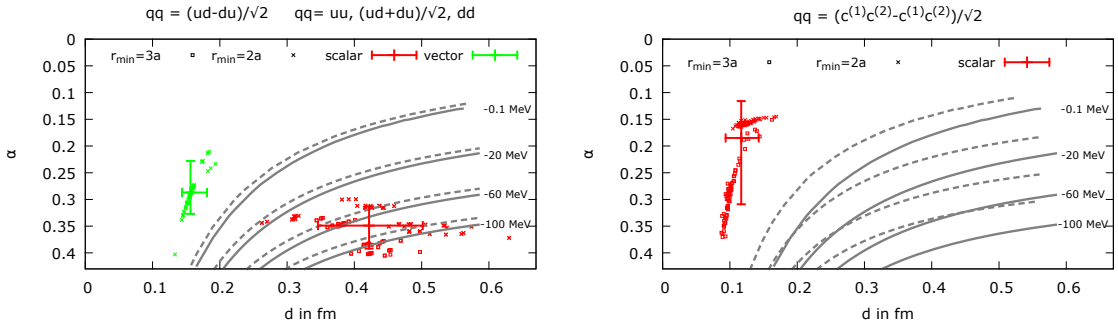 qq = (ud-du)/√2 qq= uu, (ud+du)/√2, dd
0
0.05
0.1
0.15
0.2
0.25
0.3
0.35
0.4
α
r_min=3a r_min=2a scalar vector
-0.1 MeV
-20 MeV
-60 MeV
-100 MeV
0 0.1 0.2 0.3 0.4 0.5 0.6
d in fm
qq = (c^(1)c^(2)-c^(1)c^(2))/√2
0
0.05
0.1
0.15
0.2
0.25
0.3
0.35
0.4
α
r_min=3a r_min=2a scalar
-0.1 MeV
-20 MeV
-60 MeV
-100 MeV
0 0.1 0.2 0.3 0.4 0.5 0.6
d in fm